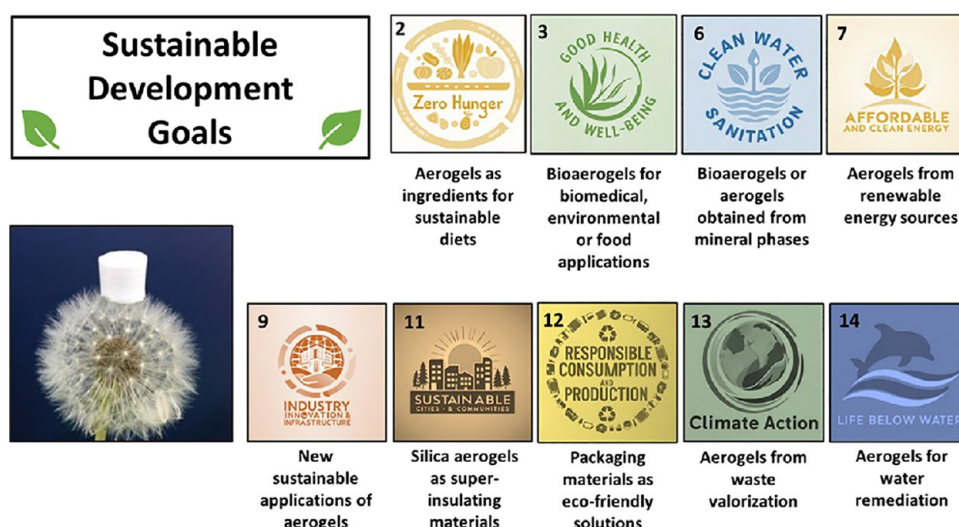 Sustainable
Development
Goals
2
Zero Hunger
3
GOOD HEALTH
AND WELL-BEING
6
CLEAN WATER
SANITATION
7
AFFORDABLE
AND CLEAN ENERGY
Aerogels as
ingredients for
sustainable
diets
Bioaerogels for
biomedical,
environmental
or food
applications
Bioaerogels or
aerogels
obtained from
mineral phases
Aerogels from
renewable
energy sources
9
INDUSTRY
INNOVATION &
INFRASTRUCTURE
11
SUSTAINABLE
CITIES · & COMMUNITIES
12
RESPONSIBLE
CONSUMPTION
AND
PRODUCTION
13
Climate Action
14
LIFE BELOW WATER
New
sustainable
applications of
aerogels
Silica aerogels
as super-
insulating
materials
Packaging
materials as
eco-friendly
solutions
Aerogels from
waste
valorization
Aerogels for
water
remediation